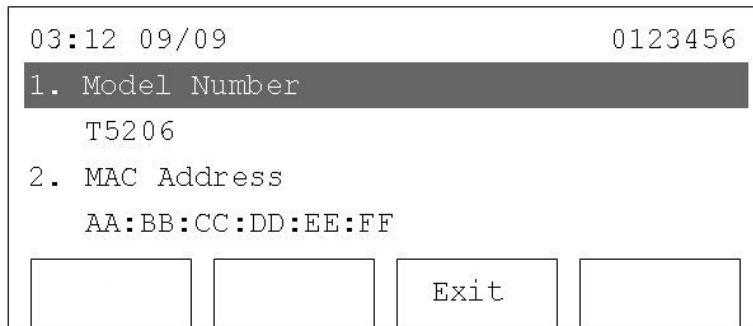 03:12 09/09 0123456
1. Model Number
T5206
2. MAC Address
AA:BB:CC:DD:EE:FF
Exit